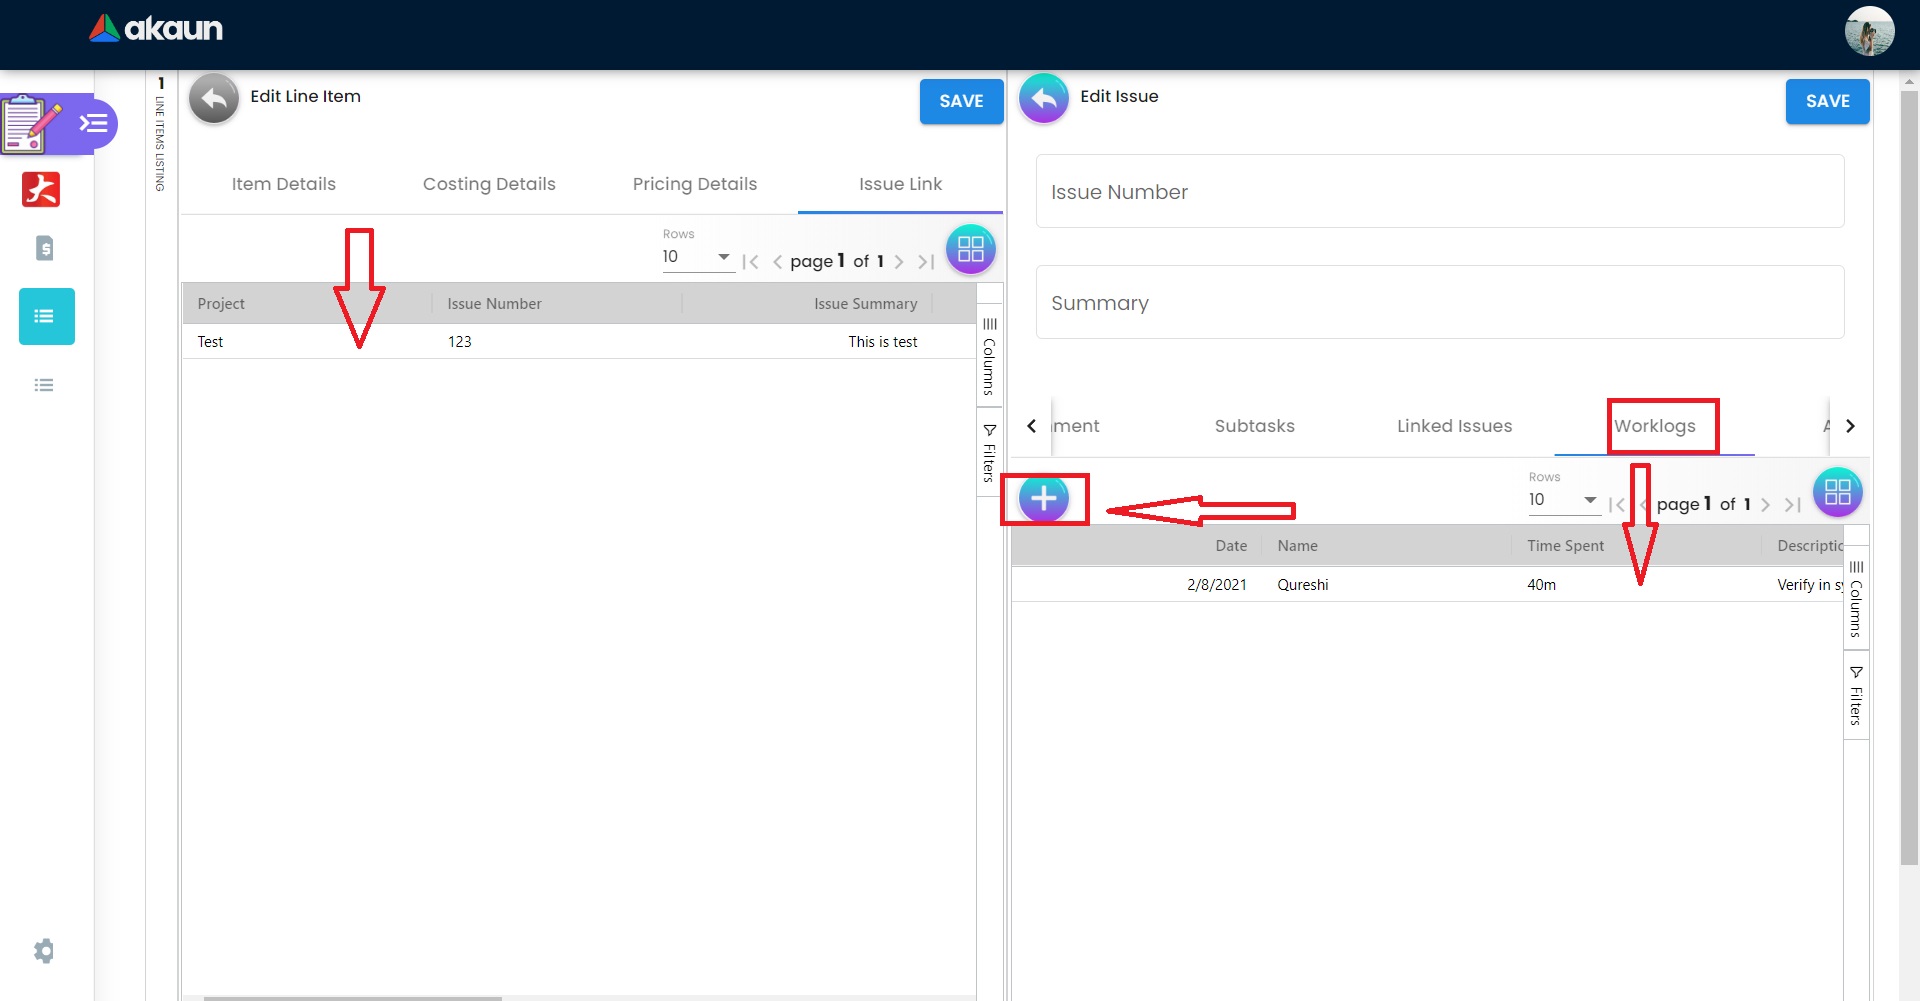 akaun
1 LINE ITEMS LISTING
Edit Line Item
SAVE
Item Details
Costing Details
Pricing Details
Issue Link
Rows
10
page 1 of 1
Project
Issue Number
Issue Summary
Test
123
This is test
Columns
Filters
Edit Issue
SAVE
Issue Number
Summary
ment
Subtasks
Linked Issues
Worklogs
Rows
10
page 1 of 1
Date
Name
Time Spent
Descriptic
2/8/2021
Qureshi
40m
Verify in sy
Columns
Filters